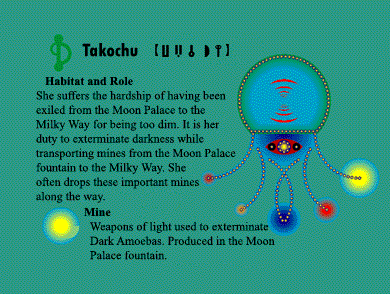 Takochu
Habitat and Role
She suffers the hardship of having been
exiled from the Moon Palace to the
Milky Way for being too dim. It is her
duty to exterminate darkness while
transporting mines from the Moon Palace
fountain to the Milky Way. She
often drops these important mines
along the way.
Mine
Weapons of light used to exterminate
Dark Amoebas. Produced in the Moon
Palace fountain.